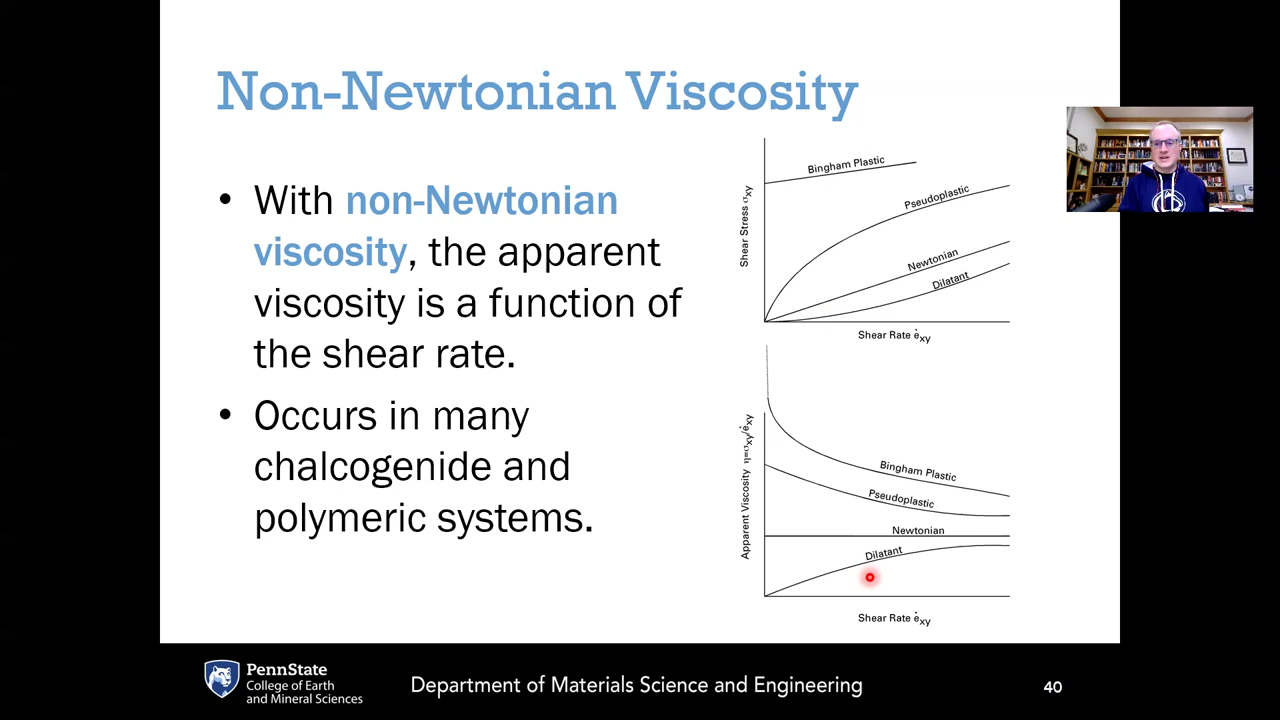 Non-Newtonian Viscosity
• With non-Newtonian
viscosity, the apparent
viscosity is a function of
the shear rate.
• Occurs in many
chalcogenide and
polymeric systems.
Shear Stress σxy
Bingham Plastic
Pseudoplastic
Newtonian
Dilatant
Shear Rate ėxy
Apparent Viscosity η=σxy/ėxy
Bingham Plastic
Pseudoplastic
Newtonian
Dilatant
Shear Rate ėxy
PennState
College of Earth
and Mineral Sciences
Department of Materials Science and Engineering
40